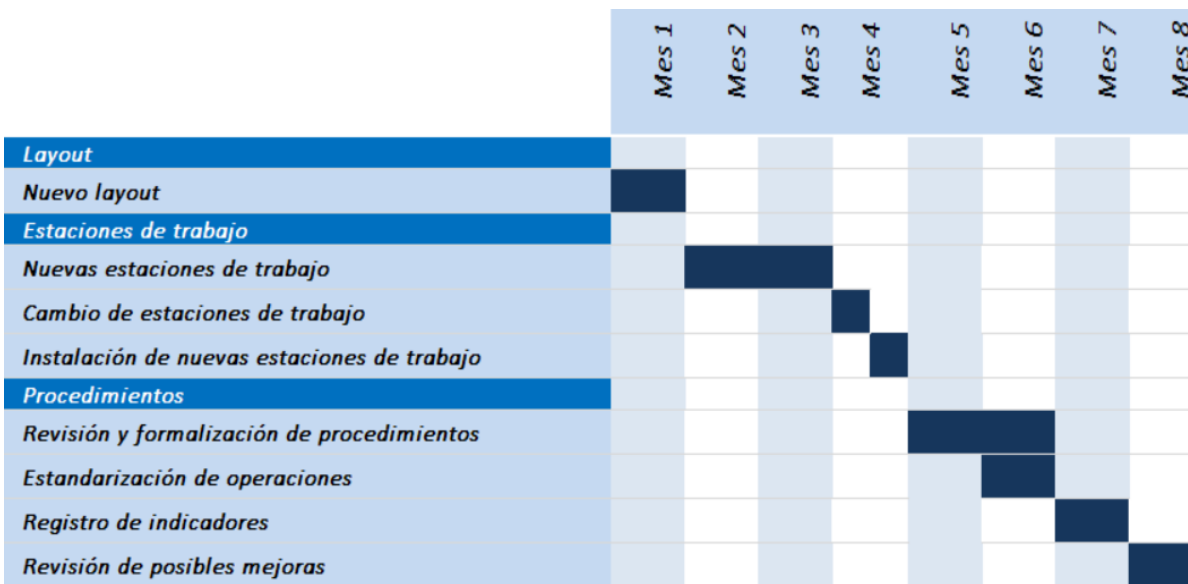 Mes 1
Mes 2
Mes 3
Mes 4
Mes 5
Mes 6
Mes 7
Mes 8
Layout
Nuevo layout
Estaciones de trabajo
Nuevas estaciones de trabajo
Cambio de estaciones de trabajo
Instalación de nuevas estaciones de trabajo
Procedimientos
Revisión y formalización de procedimientos
Estandarización de operaciones
Registro de indicadores
Revisión de posibles mejoras